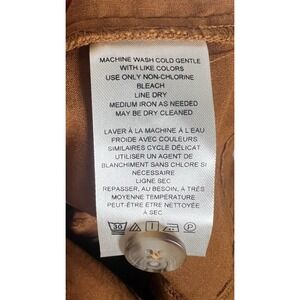 MACHINE WASH COLD GENTLE
WITH LIKE COLORS
USE ONLY NON-CHLORINE
BLEACH
LINE DRY
MEDIUM IRON AS NEEDED
MAY BE DRY CLEANED
LAVER À LA MACHINE À L'EAU
FROIDE AVEC COULEURS
SIMILAIRES CYCLE DÉLICAT
UTILISER UN AGENT DE
BLANCHIMENT SANS CHLORE SI
NÉCESSAIRE
LIGNE SEC
REPASSER, AU BESOIN, À TRÈS
MOYENNE TEMPÉRATURE
PEUT-ÊTRE ÊTRE NETTOYÉE
À SEC
30 P